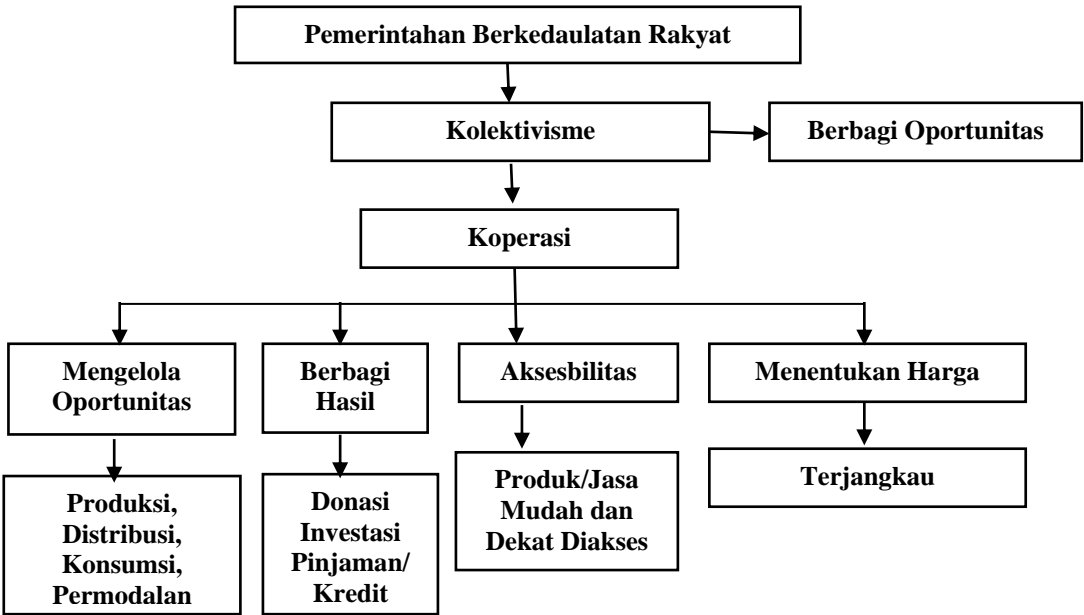 Pemerintahan Berkedaulatan Rakyat
Kolektivisme
Berbagi Oportunitas
Koperasi
Mengelola
Oportunitas
Berbagi
Hasil
Aksesbilitas
Menentukan Harga
Produksi,
Distribusi,
Konsumsi,
Permodalan
Donasi
Investasi
Pinjaman/
Kredit
Produk/Jasa
Mudah dan
Dekat Diakses
Terjangkau